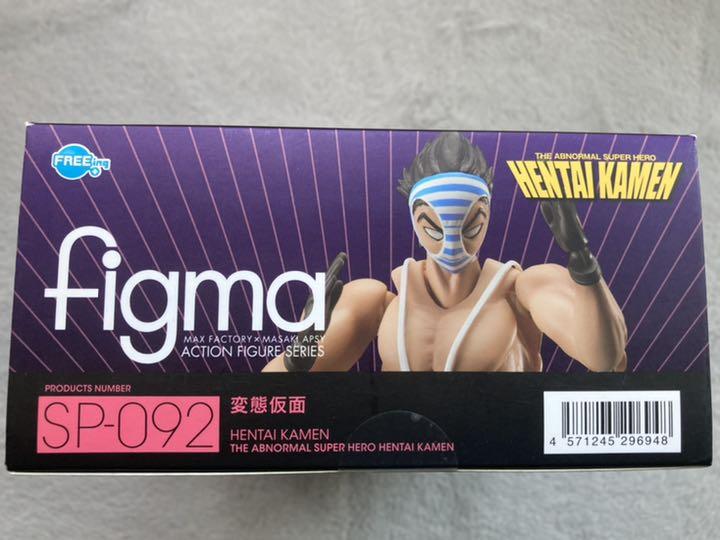 FREEing
THE ABNORMAL SUPER HERO
HENTAI KAMEN
figma
MAX FACTORY × MASAKI APSY
ACTION FIGURE SERIES
PRODUCTS NUMBER
SP-092
変態仮面
HENTAI KAMEN
THE ABNORMAL SUPER HERO HENTAI KAMEN
4 571245 296948